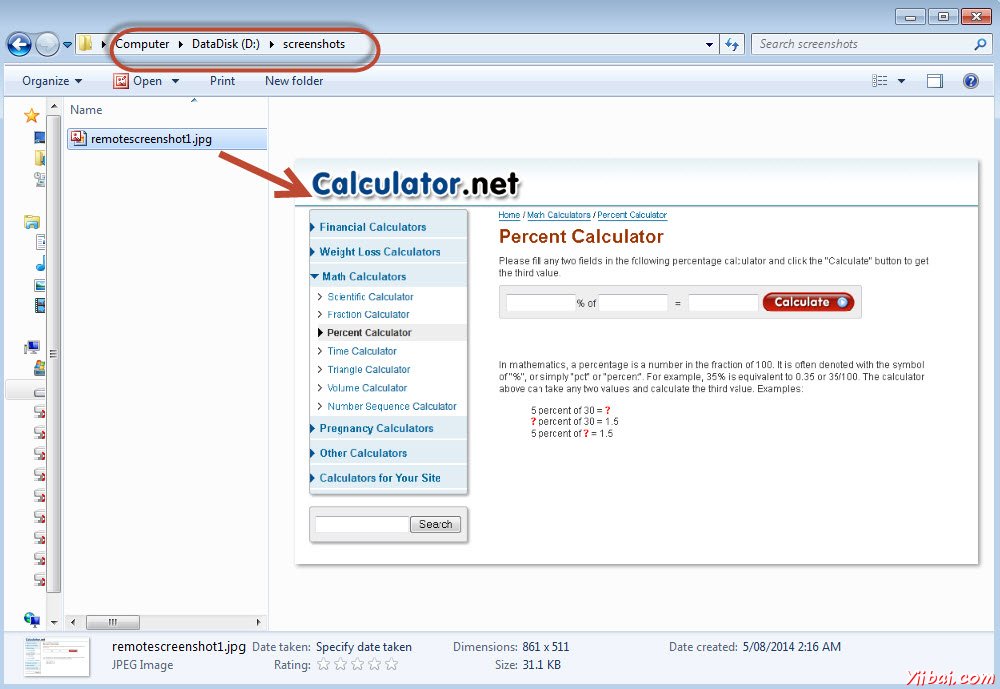 Computer ▸ DataDisk (D:) ▸ screenshots
Search screenshots
Organize Open Print New folder
Name
remotescreenshot1.jpg
Calculator.net
Financial Calculators
Weight Loss Calculators
Math Calculators
Scientific Calculator
Fraction Calculator
Percent Calculator
Time Calculator
Triangle Calculator
Volume Calculator
Number Sequence Calculator
Pregnancy Calculators
Other Calculators
Calculators for Your Site
Search
Home / Math Calculators / Percent Calculator
Percent Calculator
Please fill any two fields in the following percentage calculator and click the "Calculate" button to get
the third value.
% of = Calculate
In mathematics, a percentage is a number in the fraction of 100. It is often denoted with the symbol
of "%", or simply "pct" or "percent". For example, 35% is equivalent to 0.35 or 35/100. The calculator
above can take any two values and calculate the third value. Examples:
5 percent of 30 = ?
? percent of 30 = 1.5
5 percent of ? = 1.5
remotescreenshot1.jpg Date taken: Specify date taken Dimensions: 861 x 511 Date created: 5/08/2014 2:16 AM
JPEG Image Rating: Size: 31.1 KB
Yiibai.com